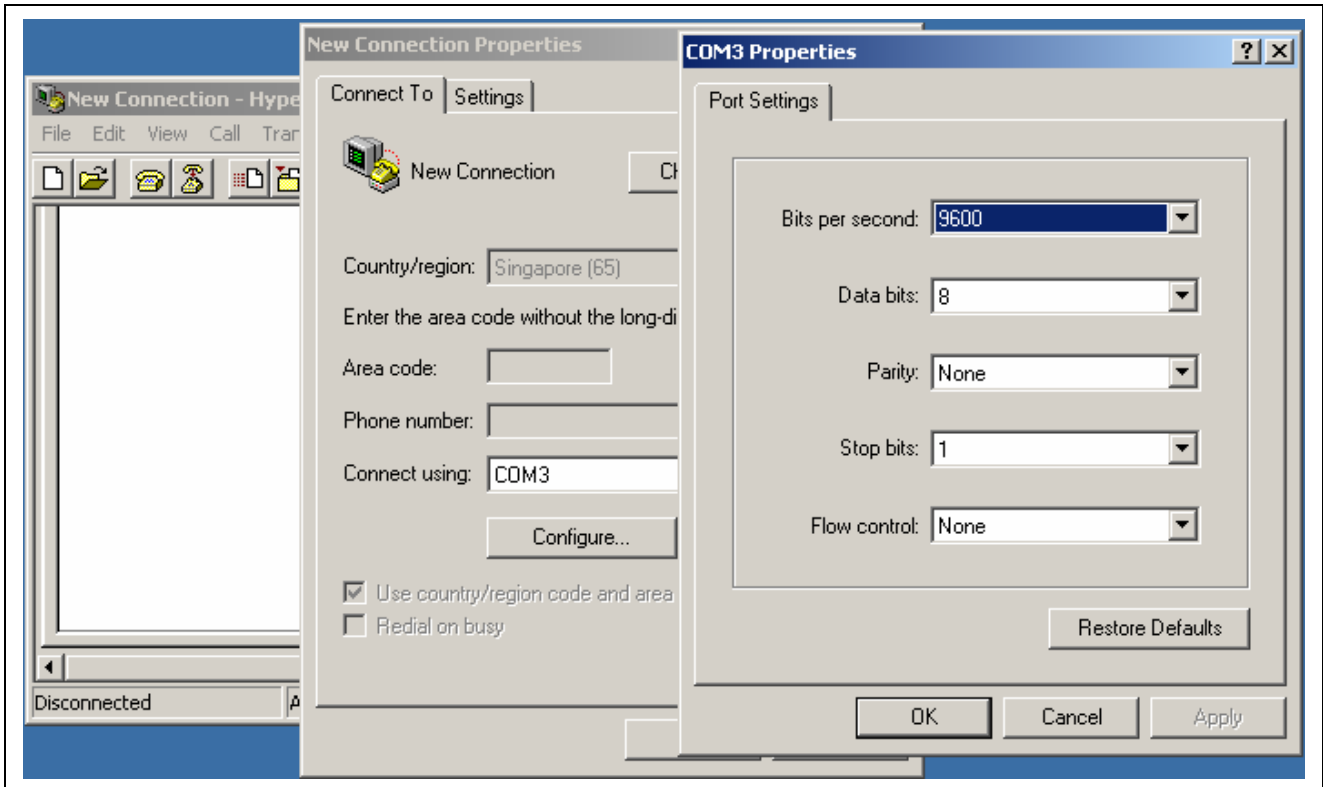 New Connection - Hype
File Edit View Call Tran
Disconnected
New Connection Properties
Connect To Settings
New Connection
Country/region: Singapore (65)
Enter the area code without the long-di
Area code:
Phone number:
Connect using: COM3
Configure...
Use country/region code and area
Redial on busy
COM3 Properties
Port Settings
Bits per second: 9600
Data bits: 8
Parity: None
Stop bits: 1
Flow control: None
Restore Defaults
OK Cancel Apply